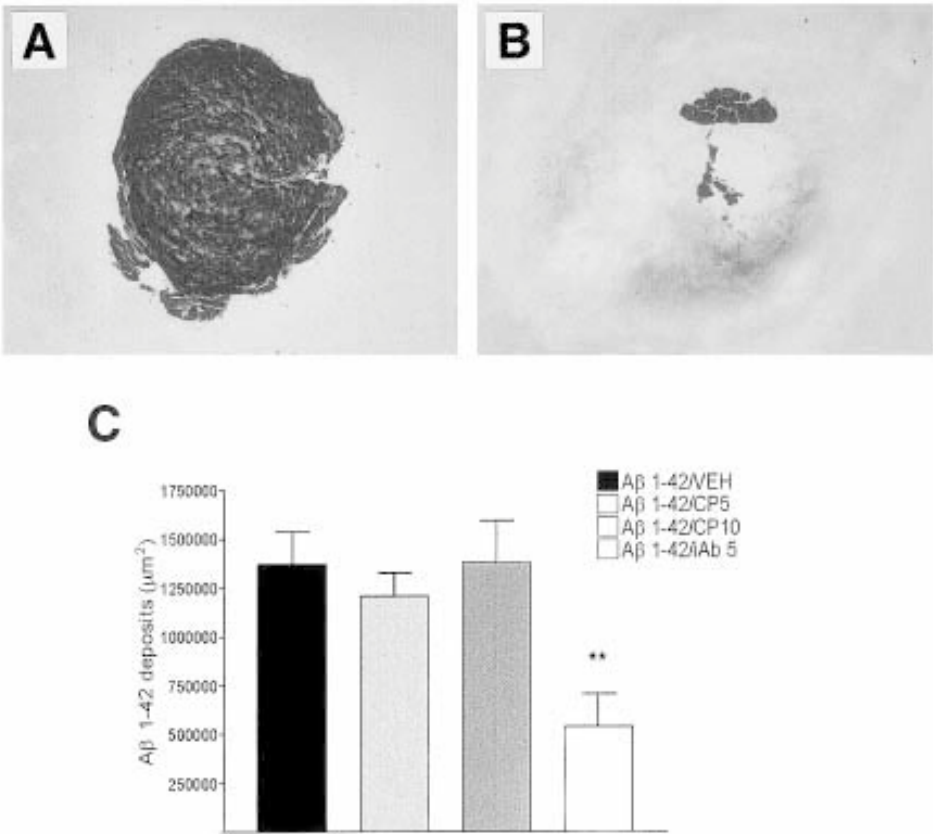 A
B
C
Aβ 1-42 deposits (μm²)
1750000
1500000
1250000
1000000
750000
500000
250000
**
Aβ 1-42/VEH
Aβ 1-42/CP5
Aβ 1-42/CP10
Aβ 1-42/iAb 5